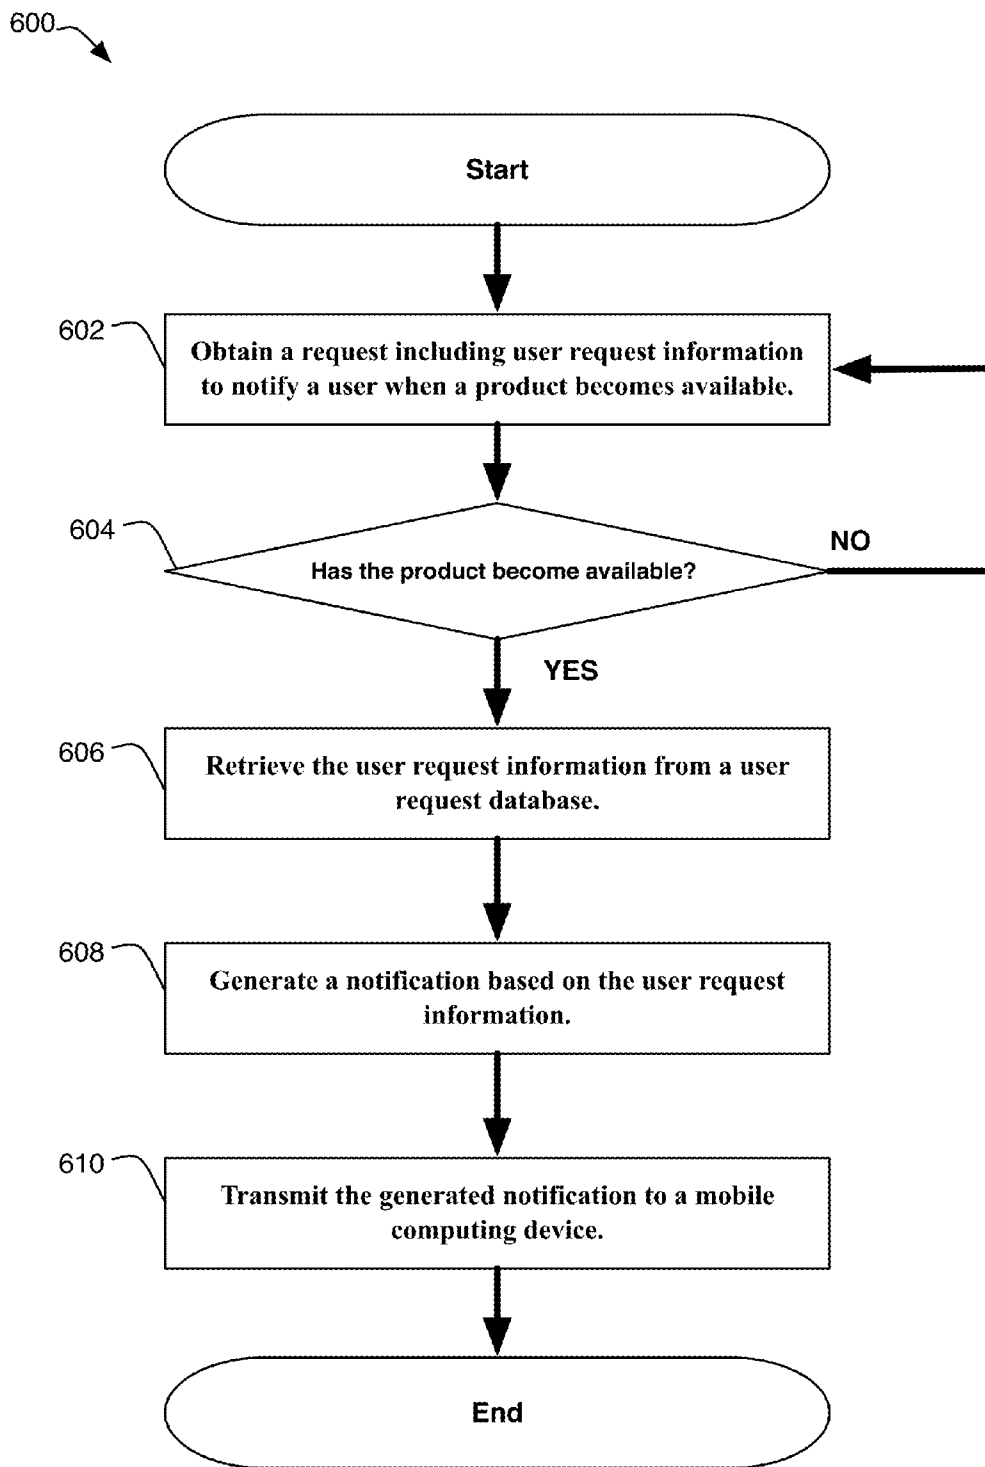 600
Start
602
Obtain a request including user request information
to notify a user when a product becomes available.
604
Has the product become available?
NO
YES
606
Retrieve the user request information from a user
request database.
608
Generate a notification based on the user request
information.
610
Transmit the generated notification to a mobile
computing device.
End